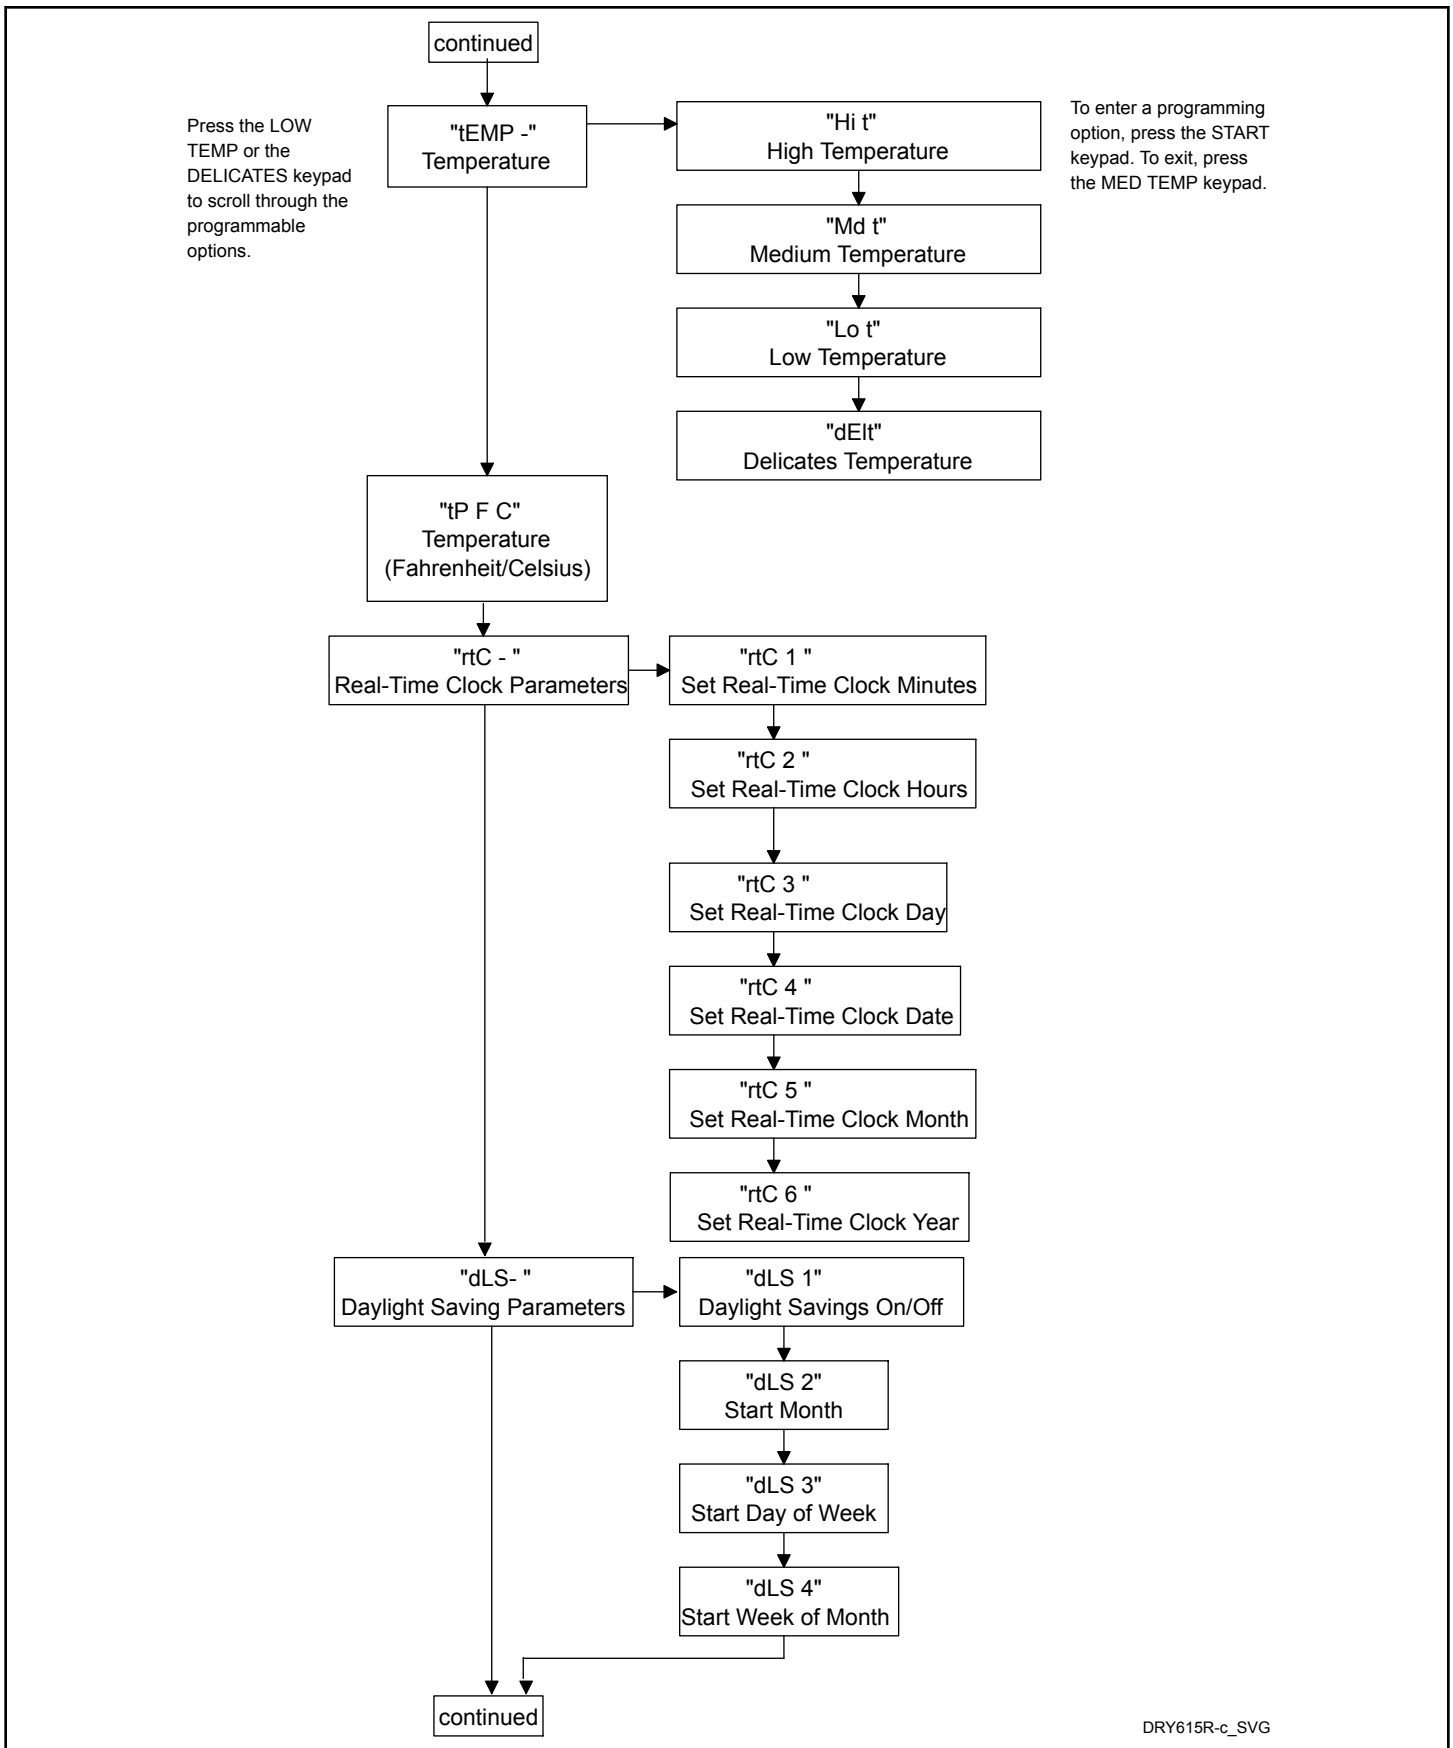 continued
Press the LOW
TEMP or the
DELICATES keypad
to scroll through the
programmable
options.
"tEMP -"
Temperature
"Hi t"
High Temperature
To enter a programming
option, press the START
keypad. To exit, press
the MED TEMP keypad.
"Md t"
Medium Temperature
"Lo t"
Low Temperature
"dElt"
Delicates Temperature
"tP F C"
Temperature
(Fahrenheit/Celsius)
"rtC - "
Real-Time Clock Parameters
"rtC 1 "
Set Real-Time Clock Minutes
"rtC 2 "
Set Real-Time Clock Hours
"rtC 3 "
Set Real-Time Clock Day
"rtC 4 "
Set Real-Time Clock Date
"rtC 5 "
Set Real-Time Clock Month
"rtC 6 "
Set Real-Time Clock Year
"dLS- "
Daylight Saving Parameters
"dLS 1"
Daylight Savings On/Off
"dLS 2"
Start Month
"dLS 3"
Start Day of Week
"dLS 4"
Start Week of Month
continued
DRY615R-c_SVG